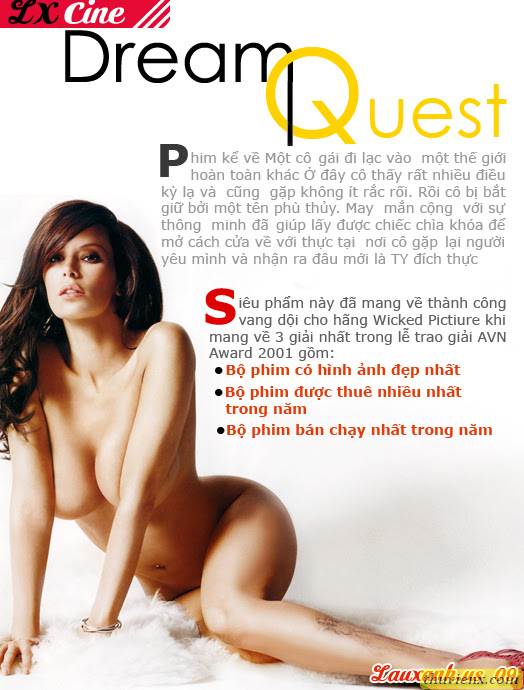 LX Cine
Dream
Quest
Phim kể về Một cô gái đi lạc vào một thế giới
hoàn toàn khác Ở đây cô thấy rất nhiều điều
kỳ lạ và cũng gặp không ít rắc rối. Rồi cô bị bắt
giữ bởi một tên phù thủy. May mắn cộng với sự
thông minh đã giúp lấy được chiếc chìa khóa để
mở cách cửa về với thực tại nơi cô gặp lại người
yêu mình và nhận ra đâu mới là TY đích thực
Siêu phẩm này đã mang về thành công
vang dội cho hãng Wicked Pictiure khi
mang về 3 giải nhất trong lễ trao giải AVN
Award 2001 gồm:
Bộ phim có hình ảnh đẹp nhất
Bộ phim được thuê nhiều nhất
trong năm
Bộ phim bán chạy nhất trong năm
09